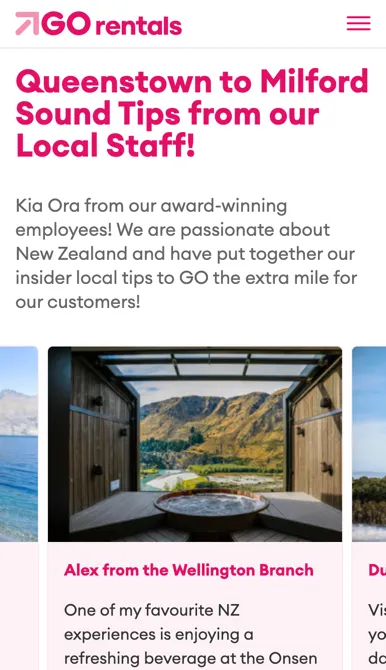 GO rentals
Queenstown to Milford
Sound Tips from our
Local Staff!
Kia Ora from our award-winning
employees! We are passionate about
New Zealand and have put together our
insider local tips to GO the extra mile for
our customers!
Alex from the Wellington Branch
One of my favourite NZ
experiences is enjoying a
refreshing beverage at the Onsen